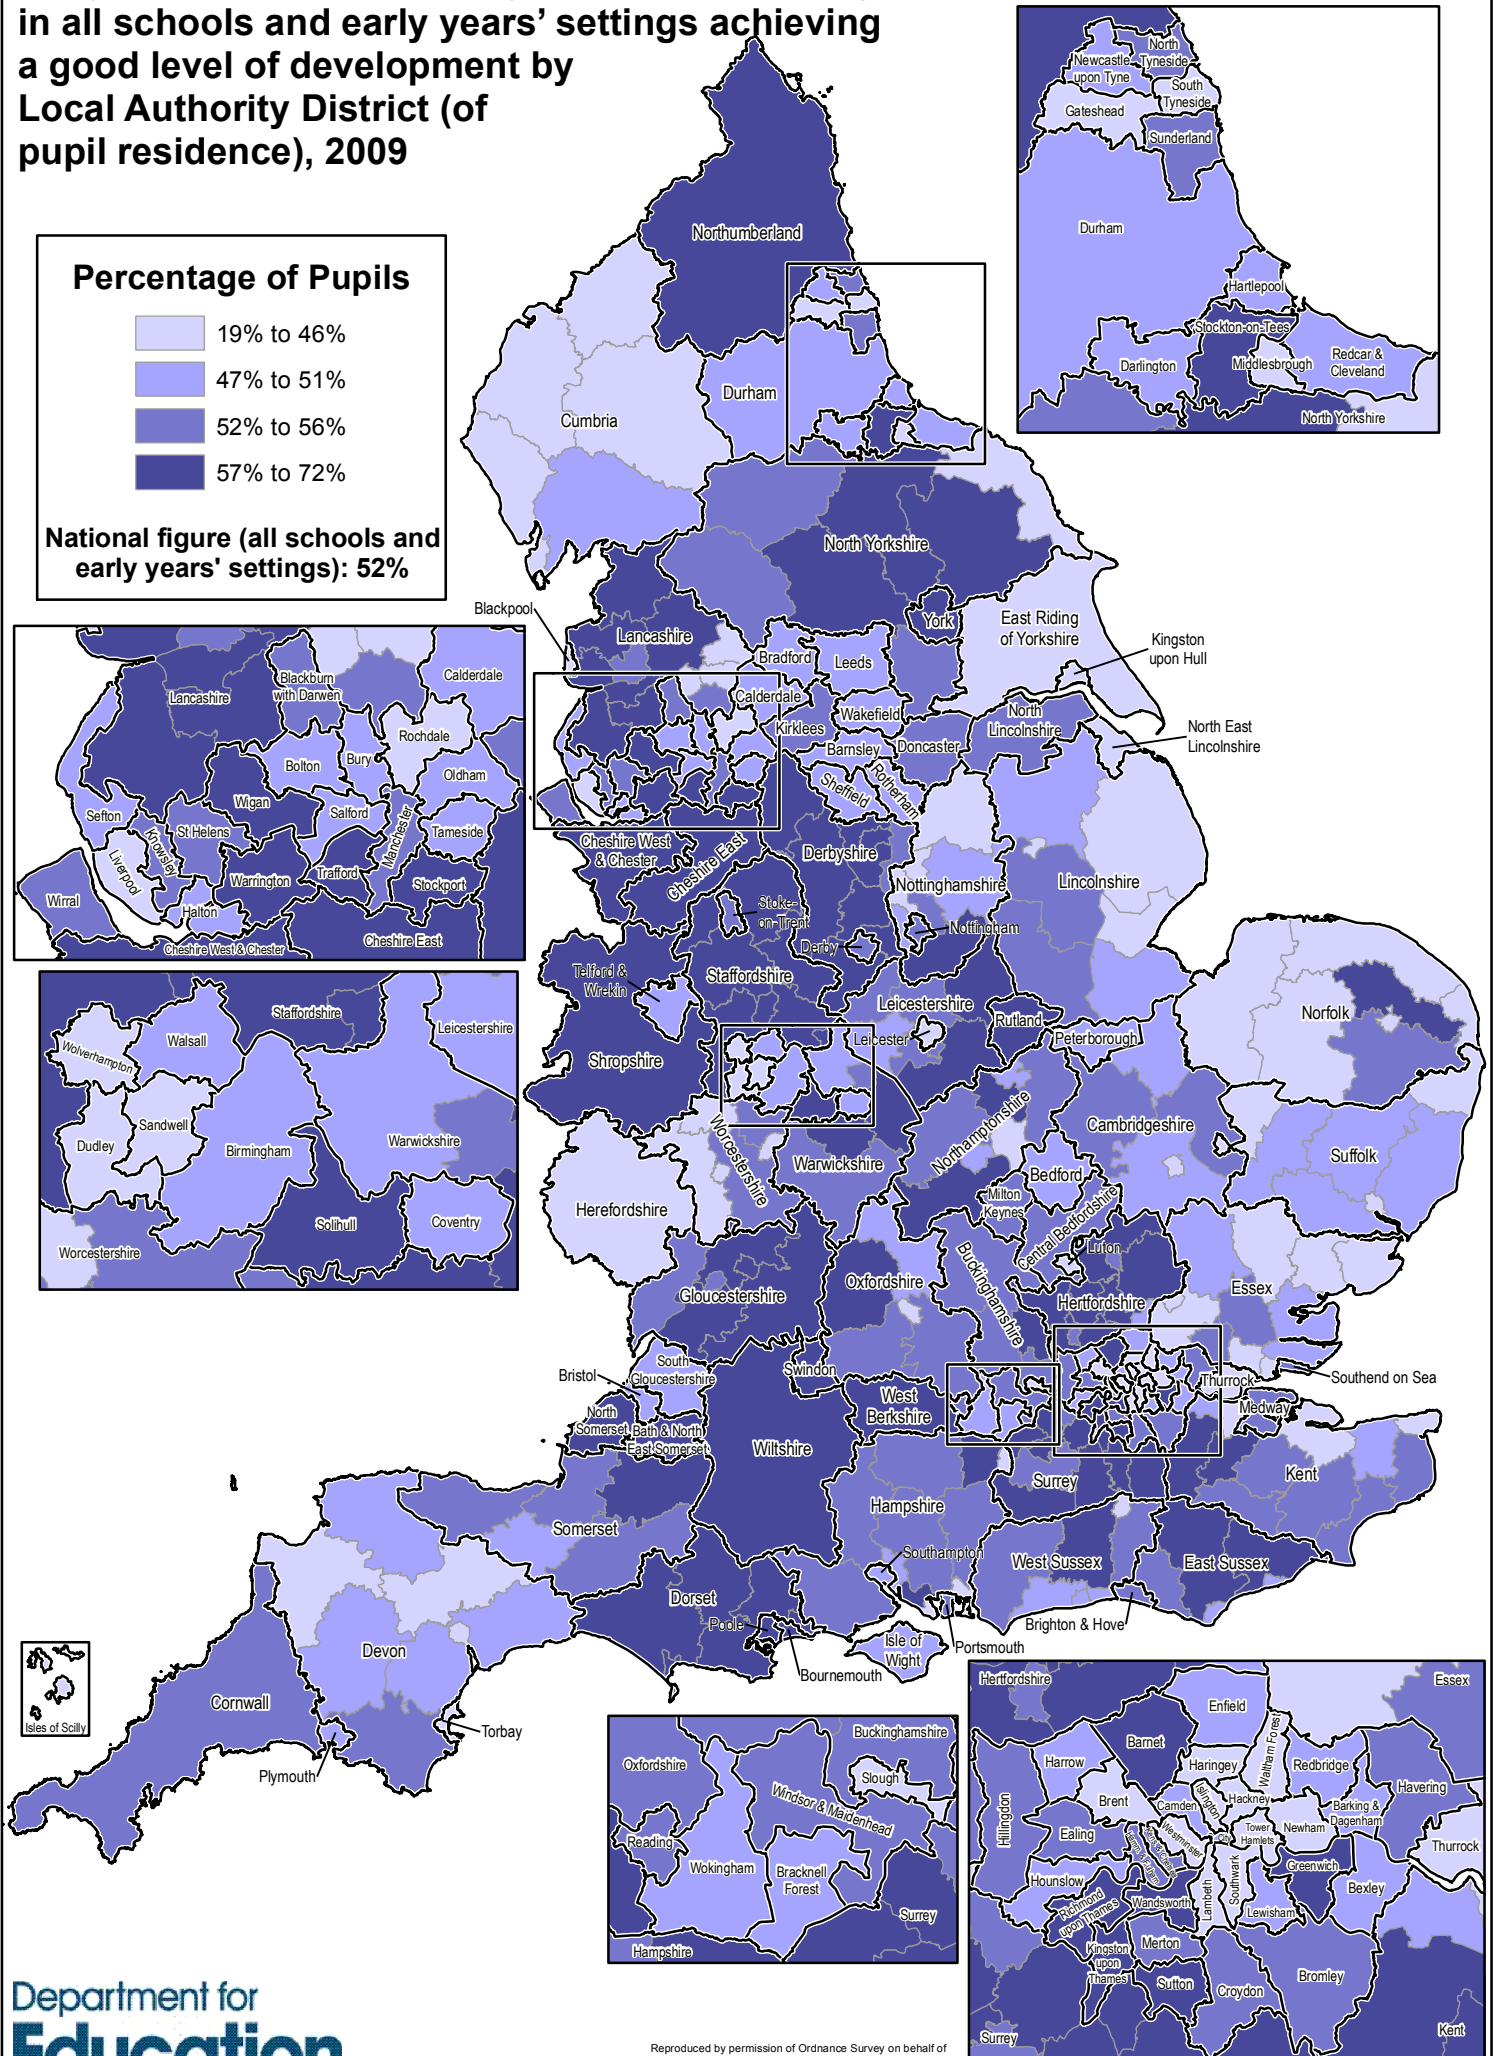 in all schools and early years’ settings achieving
a good level of development by
Local Authority District (of
pupil residence), 2009
Percentage of Pupils
19% to 46%
47% to 51%
52% to 56%
57% to 72%
National figure (all schools and
early years' settings): 52%
Newcastle
upon Tyne
North
Tyneside
South
Tyneside
Gateshead
Sunderland
Durham
Hartlepool
Stockton-on-Tees
Darlington
Middlesbrough
Redcar &
Cleveland
North Yorkshire
Northumberland
Durham
Cumbria
North Yorkshire
Blackpool
Lancashire
York
East Riding
of Yorkshire
Kingston
upon Hull
Bradford
Leeds
Calderdale
Kirklees
Wakefield
North
Lincolnshire
North East
Lincolnshire
Barnsley
Doncaster
Sheffield
Rotherham
Cheshire West
& Chester
Cheshire East
Derbyshire
Nottinghamshire
Lincolnshire
Stoke-
on-Trent
Derby
Nottingham
Telford &
Wrekin
Staffordshire
Leicestershire
Rutland
Leicester
Peterborough
Norfolk
Shropshire
Worcestershire
Warwickshire
Northamptonshire
Cambridgeshire
Suffolk
Bedford
Milton
Keynes
Central Bedfordshire
Herefordshire
Luton
Gloucestershire
Oxfordshire
Buckinghamshire
Hertfordshire
Essex
South
Gloucestershire
Swindon
Bristol
Thurrock
Southend on Sea
North
Somerset
Bath & North
East Somerset
West
Berkshire
Medway
Wiltshire
Surrey
Kent
Hampshire
Somerset
Southampton
West Sussex
East Sussex
Dorset
Poole
Brighton & Hove
Isle of
Wight
Portsmouth
Bournemouth
Devon
Cornwall
Torbay
Plymouth
Isles of Scilly
Lancashire
Blackburn
with Darwen
Calderdale
Rochdale
Bolton
Bury
Oldham
Wigan
Sefton
Salford
St Helens
Manchester
Tameside
Knowsley
Liverpool
Warrington
Trafford
Stockport
Wirral
Halton
Cheshire West & Chester
Cheshire East
Staffordshire
Leicestershire
Wolverhampton
Walsall
Sandwell
Dudley
Birmingham
Warwickshire
Solihull
Coventry
Worcestershire
Oxfordshire
Buckinghamshire
Slough
Windsor & Maidenhead
Reading
Wokingham
Bracknell
Forest
Surrey
Hampshire
Hertfordshire
Essex
Enfield
Barnet
Harrow
Haringey
Waltham Forest
Redbridge
Havering
Brent
Camden
Islington
Hackney
Barking &
Dagenham
Hillingdon
Ealing
Westminster
City
Tower
Hamlets
Newham
Thurrock
Hounslow
Greenwich
Bexley
Richmond
upon Thames
Wandsworth
Lambeth
Southwark
Lewisham
Kingston
upon
Thames
Merton
Sutton
Croydon
Bromley
Surrey
Kent
Department for
Education
Reproduced by permission of Ordnance Survey on behalf of